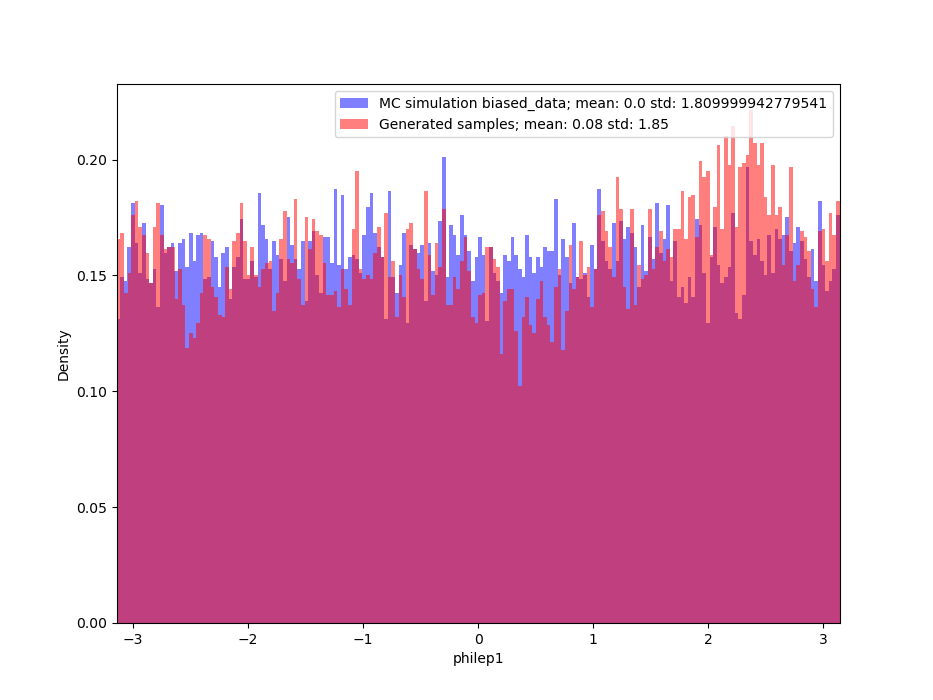 MC simulation biased_data; mean: 0.0 std: 1.809999942779541
Generated samples; mean: 0.08 std: 1.85
0.20
0.15
0.10
0.05
0.00
Density
−3 −2 −1 0 1 2 3
philep1